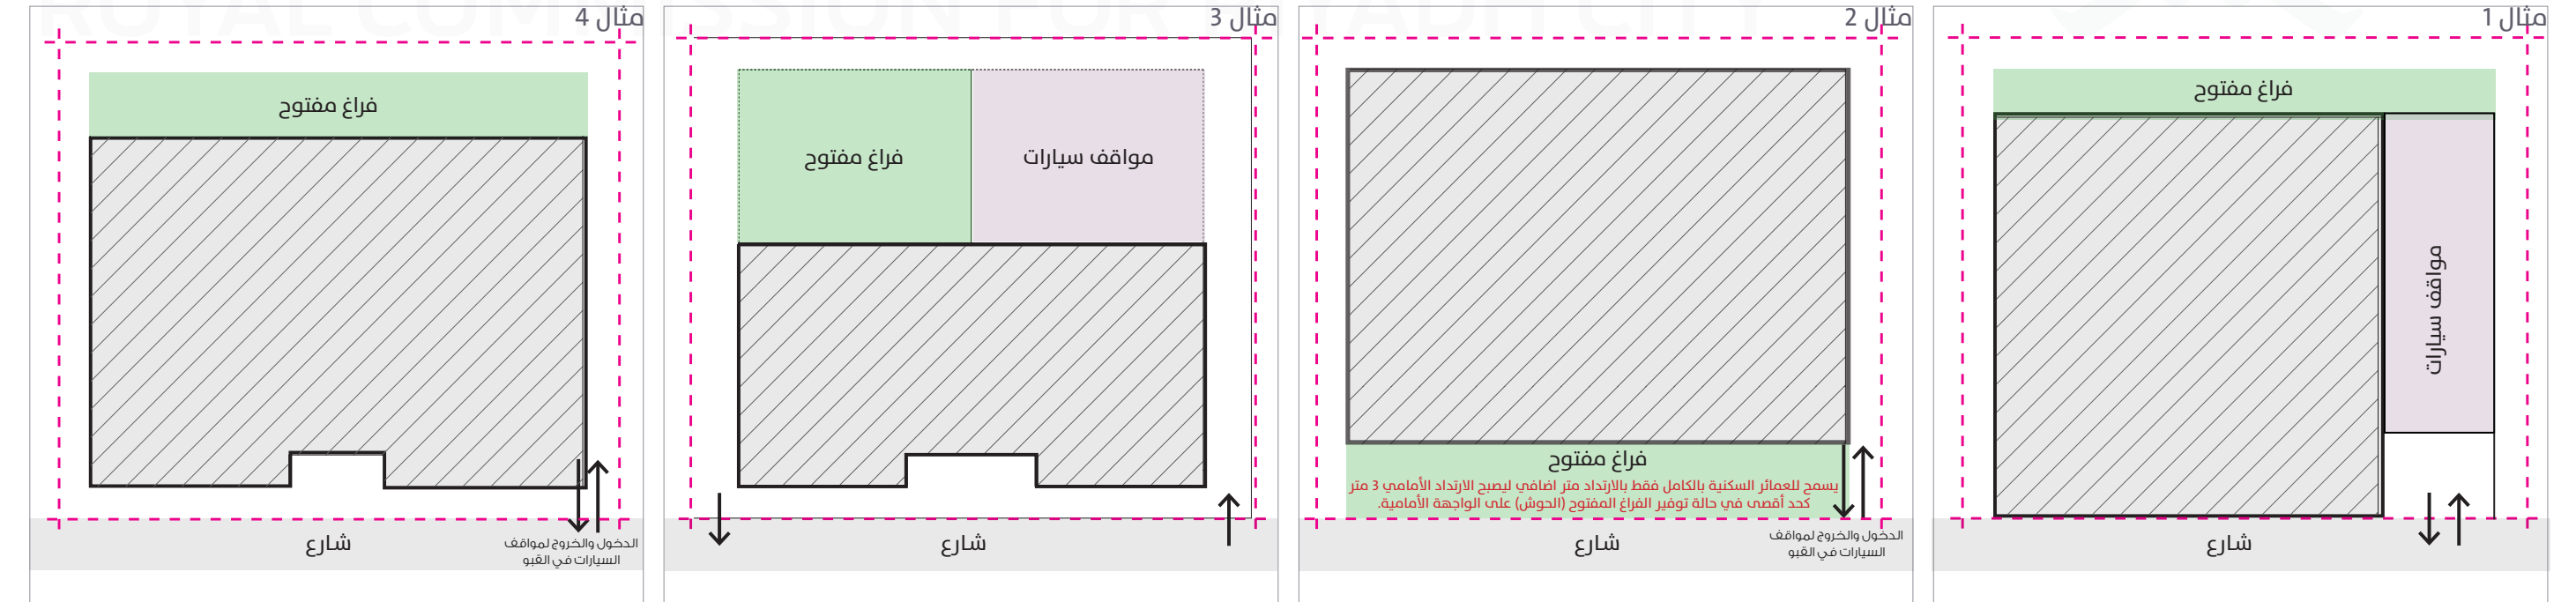 مثال 1
فراغ مفتوح
مواقف سيارات
شارع
مثال 2
فراغ مفتوح
يسمح للعمائر السكنية بالكامل فقط بالارتداد متر اضافي ليصبح الارتداد الأمامي 3 متر
كحد أقصى في حالة توفير الفراغ المفتوح (الحوش) على الواجهة الأمامية.
شارع
الدخول والخروج لمواقف
السيارات في القبو
مثال 3
مواقف سيارات
فراغ مفتوح
شارع
مثال 4
فراغ مفتوح
شارع
الدخول والخروج لمواقف
السيارات في القبو